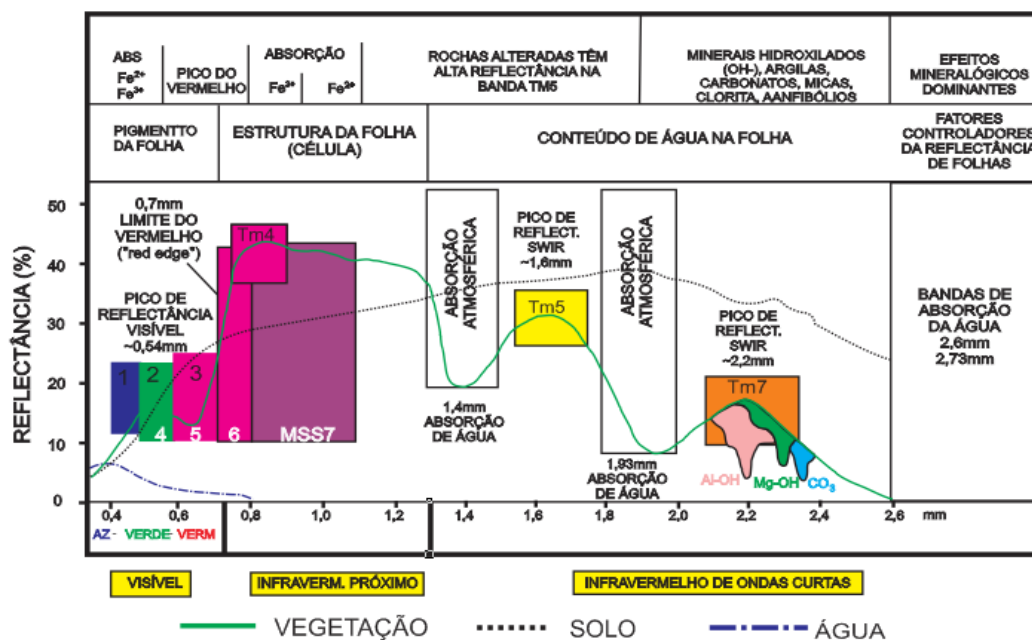 ABS
Fe²⁺
Fe³⁺
PICO DO
VERMELHO
ABSORÇÃO
Fe³⁺
Fe²⁺
ROCHAS ALTERADAS TÊM
ALTA REFLECTÂNCIA NA
BANDA TM5
MINERAIS HIDROXILADOS
(OH-), ARGILAS,
CARBONATOS, MICAS,
CLORITA, AANFIBÓLIOS
EFEITOS
MINERALÓGICOS
DOMINANTES
PIGMENTTO
DA FOLHA
ESTRUTURA DA FOLHA
(CÉLULA)
CONTEÚDO DE ÁGUA NA FOLHA
FATORES
CONTROLADORES
DA REFLECTÂNCIA
DE FOLHAS
REFLECTÂNCIA (%)
50
40
30
20
10
0
0,7mm
LIMITE DO
VERMELHO
("red edge")
PICO DE
REFLECTÂNCIA
VISÍVEL
~0,54mm
1
2
3
4
5
6
Tm4
MSS7
ABSORÇÃO
ATMOSFÉRICA
1,4mm
ABSORÇÃO
DE ÁGUA
PICO DE
REFLECT.
SWIR
~1,6mm
Tm5
ABSORÇÃO
ATMOSFÉRICA
1,93mm
ABSORÇÃO
DE ÁGUA
PICO DE
REFLECT.
SWIR
~2,2mm
Tm7
Al-OH
Mg-OH
CO₃
BANDAS DE
ABSORÇÃO
DA ÁGUA
2,6mm
2,73mm
0,4 0,6 0,8 1,0 1,2 1,4 1,6 1,8 2,0 2,2 2,4 2,6 mm
AZ - VERDE- VERM
VISÍVEL
INFRAVERM. PRÓXIMO
INFRAVERMELHO DE ONDAS CURTAS
VEGETAÇÃO
SOLO
ÁGUA